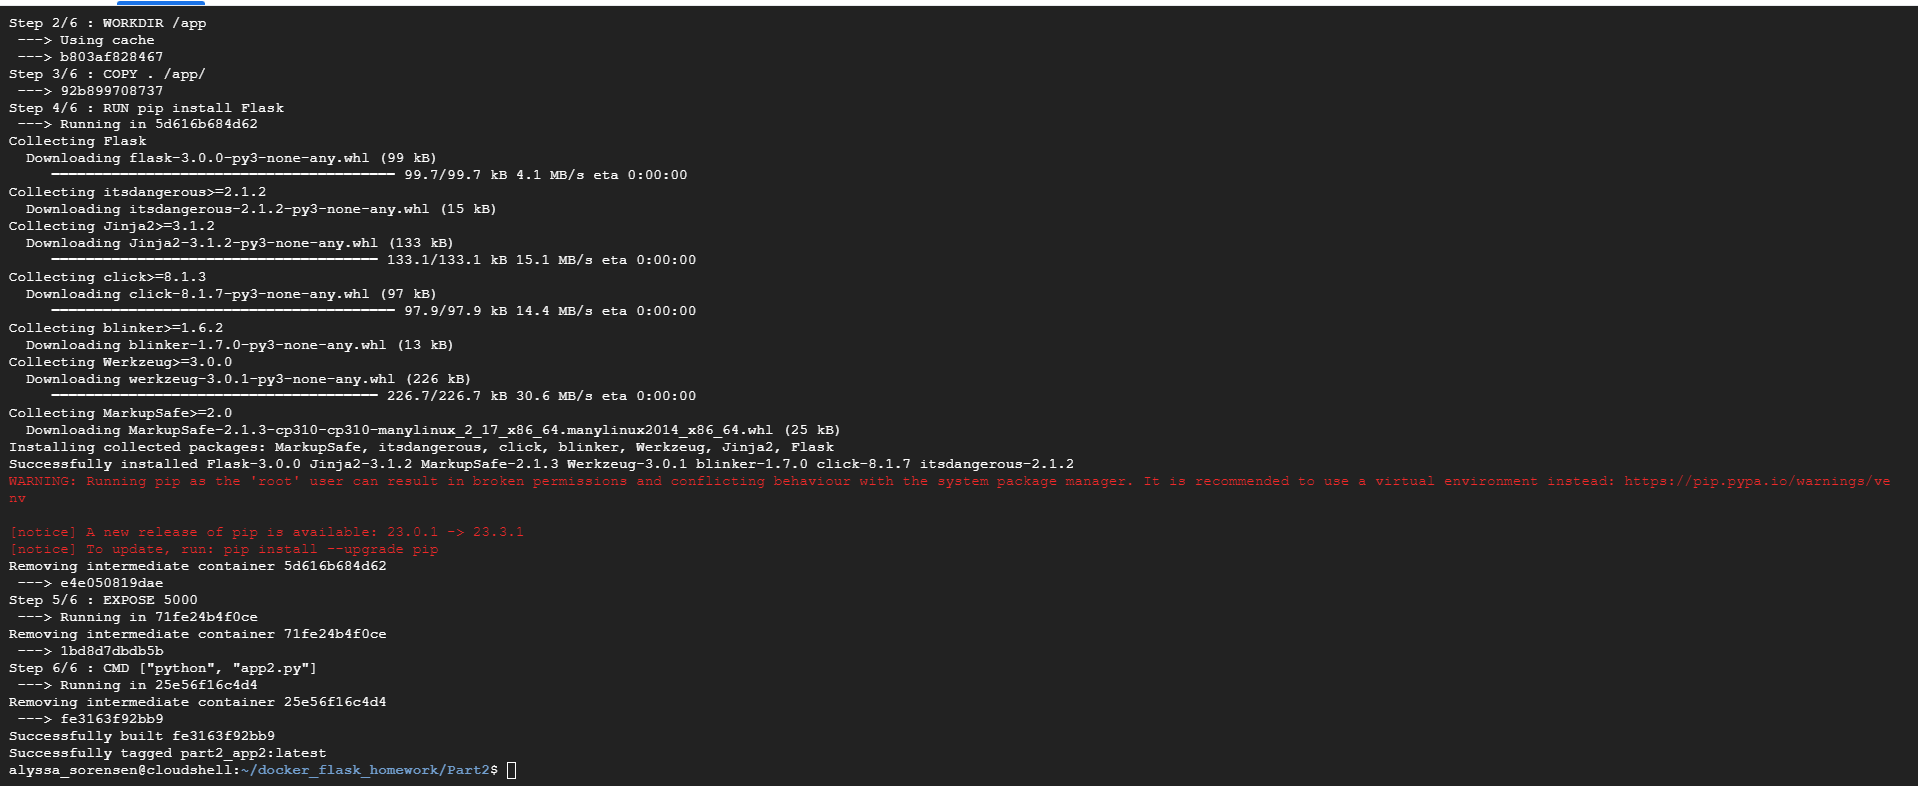 Step 2/6 : WORKDIR /app
 ---> Using cache
 ---> b803af828467
Step 3/6 : COPY . /app/
 ---> 92b899708737
Step 4/6 : RUN pip install Flask
 ---> Running in 5d616b684d62
Collecting Flask
  Downloading flask-3.0.0-py3-none-any.whl (99 kB)
     ━━━━━━━━━━━━━━━━━━━━━━━━━━━━━━━━━━━━━━━━ 99.7/99.7 kB 4.1 MB/s eta 0:00:00
Collecting itsdangerous>=2.1.2
  Downloading itsdangerous-2.1.2-py3-none-any.whl (15 kB)
Collecting Jinja2>=3.1.2
  Downloading Jinja2-3.1.2-py3-none-any.whl (133 kB)
     ━━━━━━━━━━━━━━━━━━━━━━━━━━━━━━━━━━━━━━ 133.1/133.1 kB 15.1 MB/s eta 0:00:00
Collecting click>=8.1.3
  Downloading click-8.1.7-py3-none-any.whl (97 kB)
     ━━━━━━━━━━━━━━━━━━━━━━━━━━━━━━━━━━━━━━━━ 97.9/97.9 kB 14.4 MB/s eta 0:00:00
Collecting blinker>=1.6.2
  Downloading blinker-1.7.0-py3-none-any.whl (13 kB)
Collecting Werkzeug>=3.0.0
  Downloading werkzeug-3.0.1-py3-none-any.whl (226 kB)
     ━━━━━━━━━━━━━━━━━━━━━━━━━━━━━━━━━━━━━━ 226.7/226.7 kB 30.6 MB/s eta 0:00:00
Collecting MarkupSafe>=2.0
  Downloading MarkupSafe-2.1.3-cp310-cp310-manylinux_2_17_x86_64.manylinux2014_x86_64.whl (25 kB)
Installing collected packages: MarkupSafe, itsdangerous, click, blinker, Werkzeug, Jinja2, Flask
Successfully installed Flask-3.0.0 Jinja2-3.1.2 MarkupSafe-2.1.3 Werkzeug-3.0.1 blinker-1.7.0 click-8.1.7 itsdangerous-2.1.2
WARNING: Running pip as the 'root' user can result in broken permissions and conflicting behaviour with the system package manager. It is recommended to use a virtual environment instead: https://pip.pypa.io/warnings/ve
nv
[notice] A new release of pip is available: 23.0.1 -> 23.3.1
[notice] To update, run: pip install --upgrade pip
Removing intermediate container 5d616b684d62
 ---> e4e050819dae
Step 5/6 : EXPOSE 5000
 ---> Running in 71fe24b4f0ce
Removing intermediate container 71fe24b4f0ce
 ---> 1bd8d7dbdb5b
Step 6/6 : CMD ["python", "app2.py"]
 ---> Running in 25e56f16c4d4
Removing intermediate container 25e56f16c4d4
 ---> fe3163f92bb9
Successfully built fe3163f92bb9
Successfully tagged part2_app2:latest
alyssa_sorensen@cloudshell:~/docker_flask_homework/Part2$